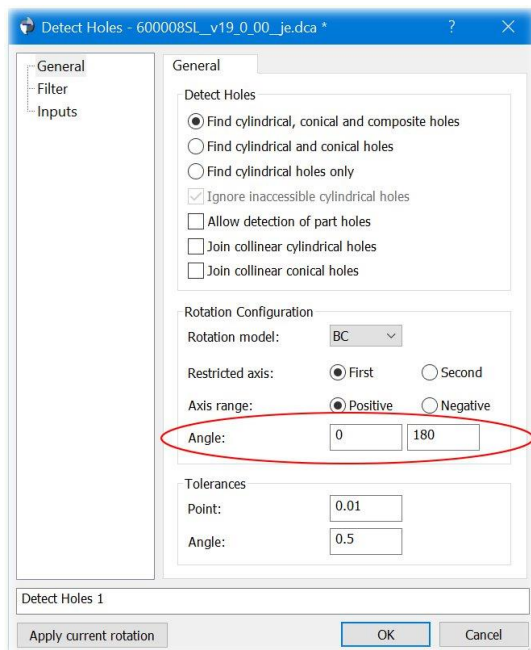 Detect Holes - 600008SL__v19_0_00__je.dca * ?
General
Filter
Inputs
General
Detect Holes
Find cylindrical, conical and composite holes
Find cylindrical and conical holes
Find cylindrical holes only
Ignore inaccessible cylindrical holes
Allow detection of part holes
Join collinear cylindrical holes
Join collinear conical holes
Rotation Configuration
Rotation model: BC
Restricted axis: First Second
Axis range: Positive Negative
Angle: 0 180
Tolerances
Point: 0.01
Angle: 0.5
Detect Holes 1
Apply current rotation OK Cancel